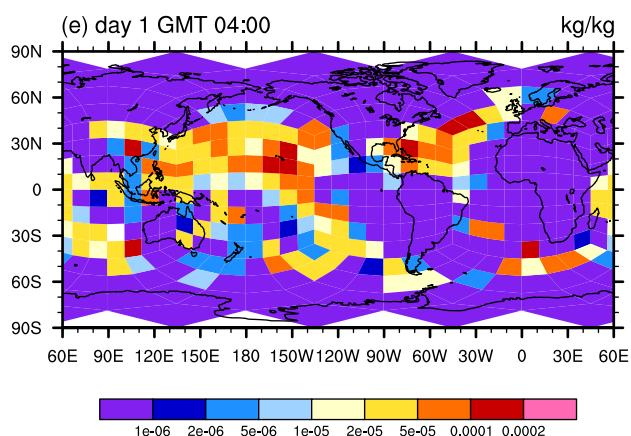 (e) day 1 GMT 04:00 kg/kg
90N
60N
30N
0
30S
60S
90S
60E 90E 120E 150E 180 150W 120W 90W 60W 30W 0 30E 60E
1e-06 2e-06 5e-06 1e-05 2e-05 5e-05 0.0001 0.0002